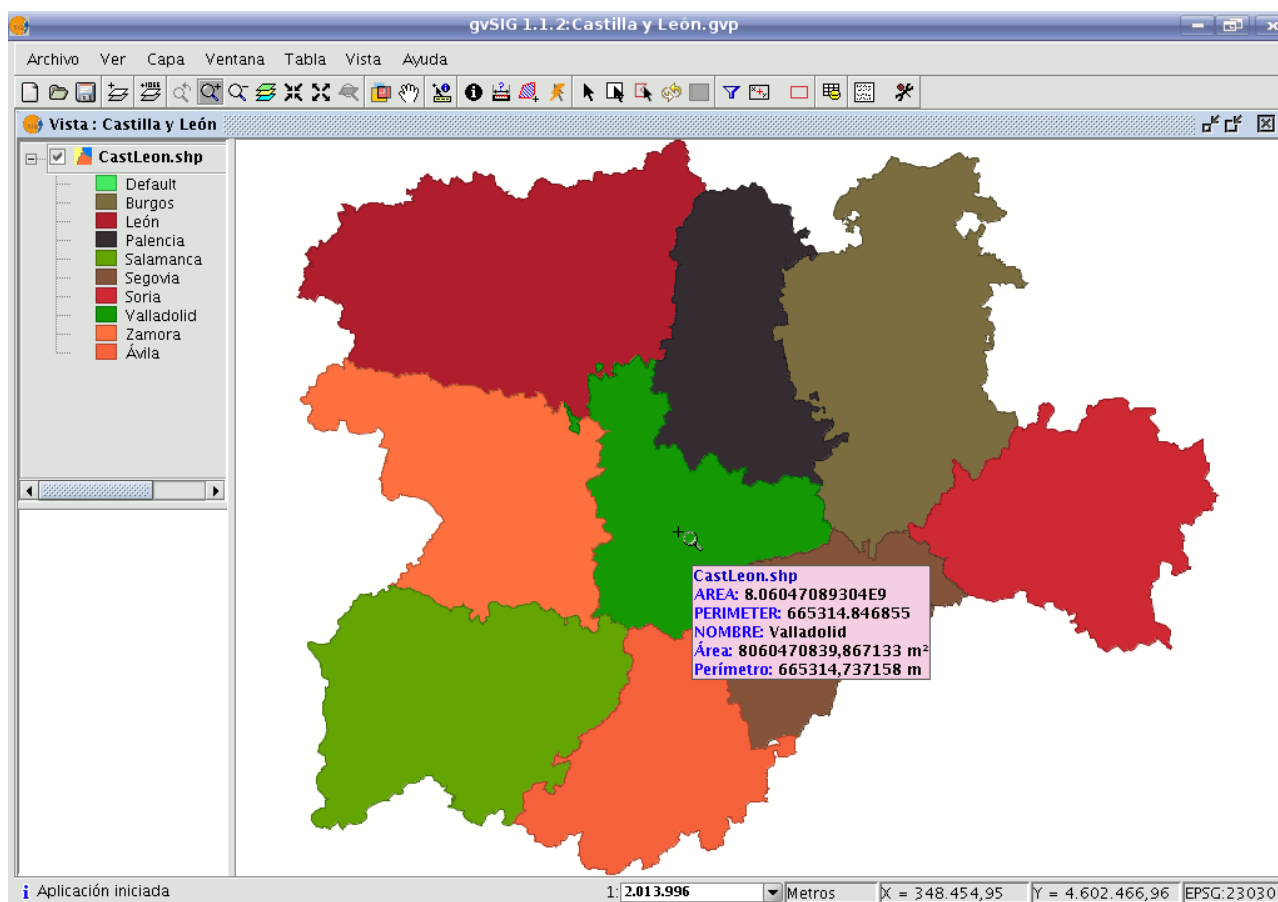 gvSIG 1.1.2:Castilla y León.gvp
Archivo Ver Capa Ventana Tabla Vista Ayuda
Vista : Castilla y León
CastLeon.shp
Default
Burgos
León
Palencia
Salamanca
Segovia
Soria
Valladolid
Zamora
Ávila
CastLeon.shp
AREA: 8.06047089304E9
PERIMETER: 665314.846855
NOMBRE: Valladolid
Área: 8060470839,867133 m²
Perímetro: 665314,737158 m
Aplicación iniciada 1: 2.013.996 Metros X = 348.454,95 Y = 4.602.466,96 EPSG:23030